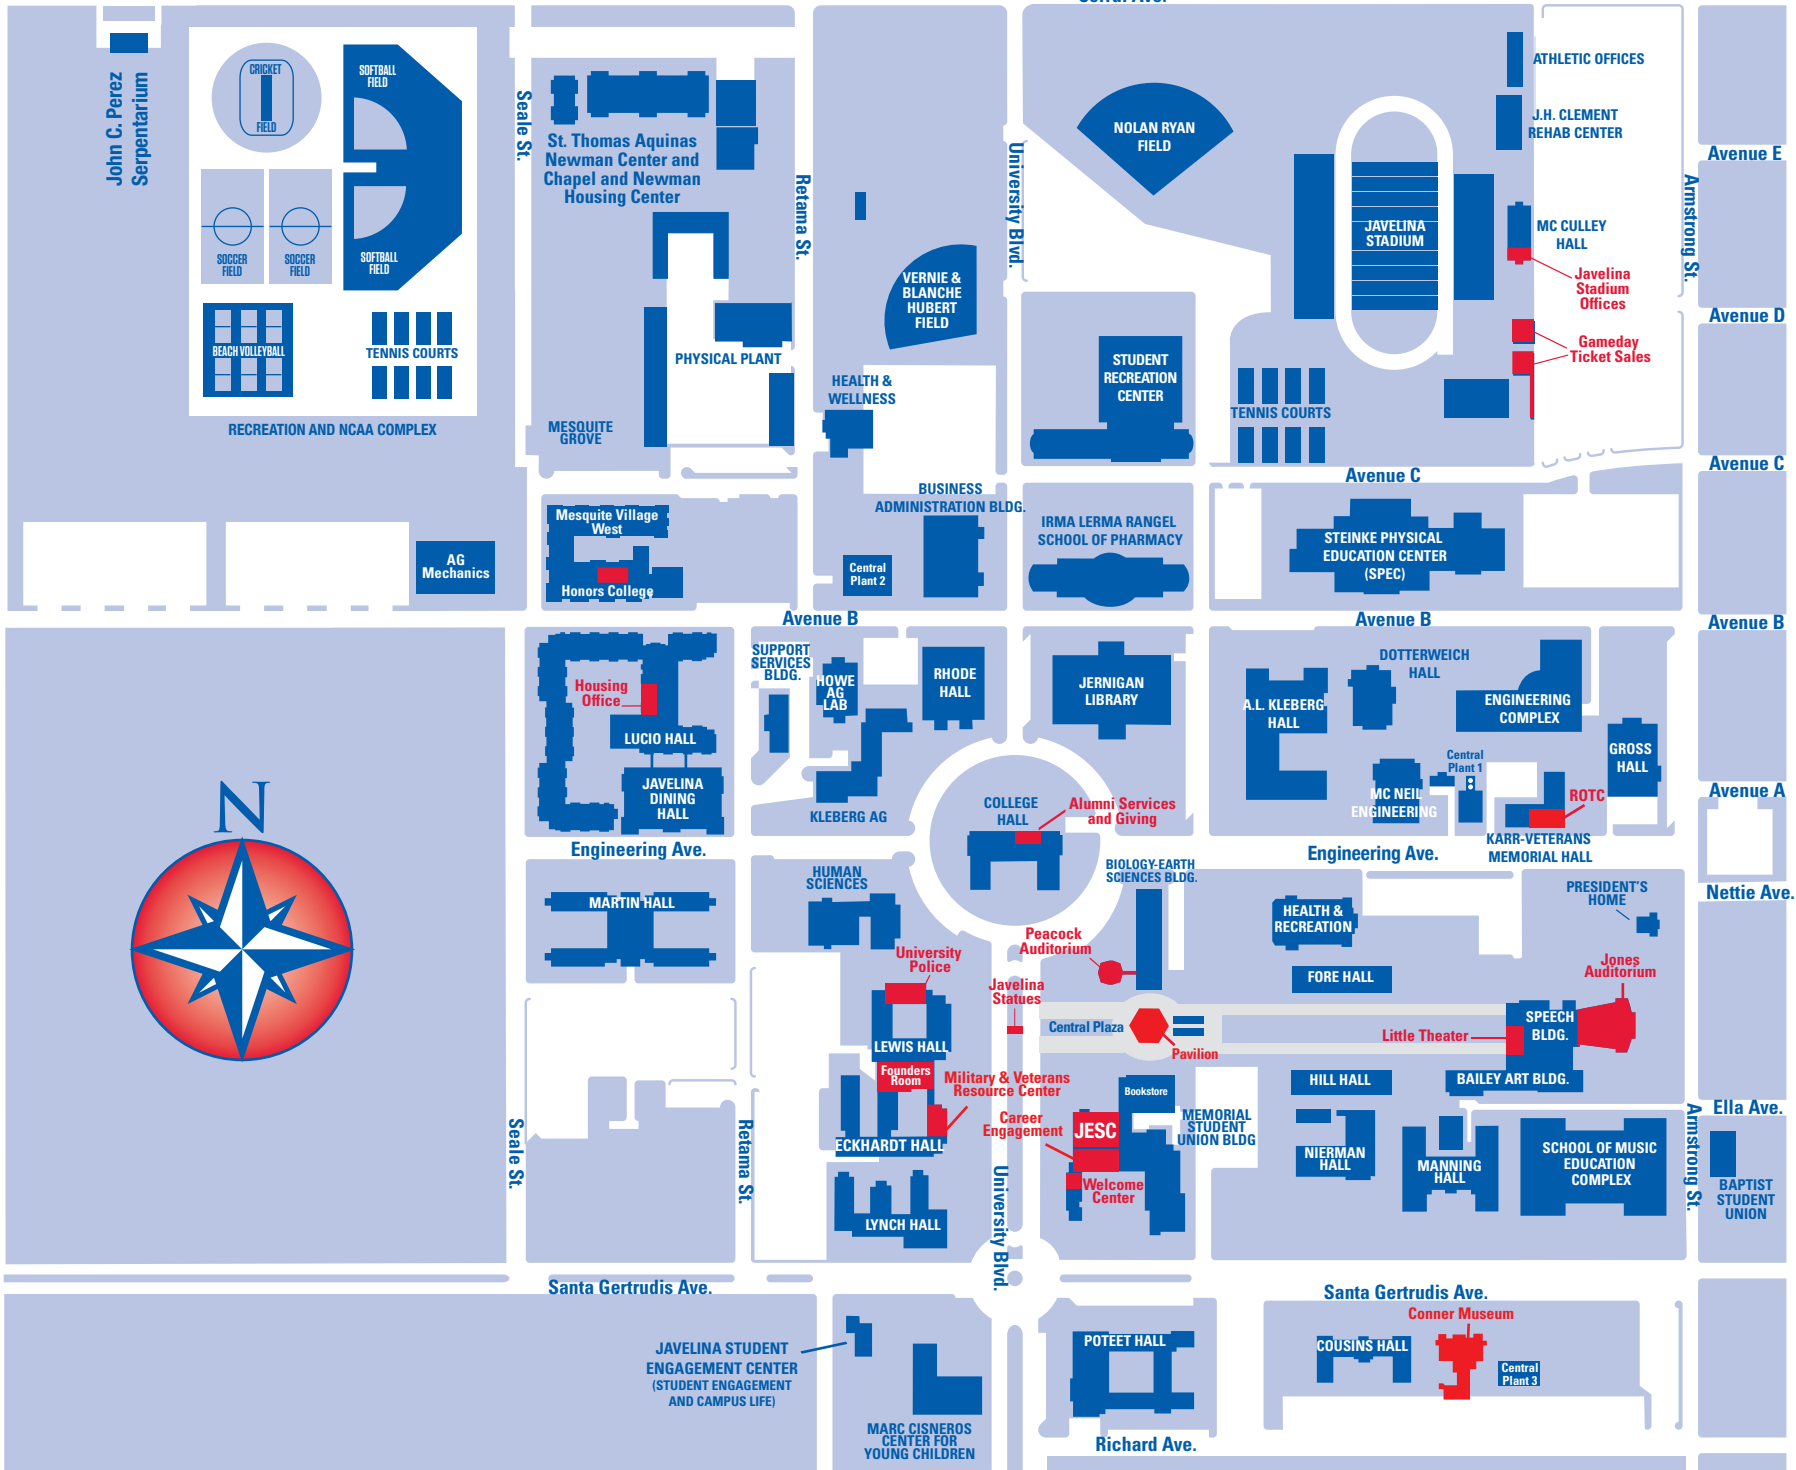 Corral Ave.
John C. Perez
Serpentarium
CRICKET
FIELD
SOFTBALL
FIELD
SOCCER
FIELD
SOCCER
FIELD
SOFTBALL
FIELD
BEACH VOLLEYBALL
TENNIS COURTS
RECREATION AND NCAA COMPLEX
Seale St.
St. Thomas Aquinas
Newman Center and
Chapel and Newman
Housing Center
Retama St.
PHYSICAL PLANT
MESQUITE
GROVE
VERNIE &
BLANCHE
HUBERT
FIELD
HEALTH &
WELLNESS
University Blvd.
NOLAN RYAN
FIELD
STUDENT
RECREATION
CENTER
JAVELINA
STADIUM
TENNIS COURTS
ATHLETIC OFFICES
J.H. CLEMENT
REHAB CENTER
MC CULLEY
HALL
Javelina
Stadium
Offices
Gameday
Ticket Sales
Armstrong St.
Avenue E
Avenue D
Avenue C
Avenue C
AG
Mechanics
Mesquite Village
West
Honors College
Central
Plant 2
BUSINESS
ADMINISTRATION BLDG.
IRMA LERMA RANGEL
SCHOOL OF PHARMACY
STEINKE PHYSICAL
EDUCATION CENTER
(SPEC)
Avenue B
Avenue B
Avenue B
Housing
Office
LUCIO HALL
JAVELINA
DINING
HALL
SUPPORT
SERVICES
BLDG.
HOWE
AG
LAB
RHODE
HALL
KLEBERG AG
JERNIGAN
LIBRARY
COLLEGE
HALL
Alumni Services
and Giving
A.L. KLEBERG
HALL
DOTTERWEICH
HALL
ENGINEERING
COMPLEX
GROSS
HALL
Central
Plant 1
MC NEIL
ENGINEERING
ROTC
KARR-VETERANS
MEMORIAL HALL
Avenue A
N
Engineering Ave.
Engineering Ave.
Nettie Ave.
MARTIN HALL
HUMAN
SCIENCES
University
Police
LEWIS HALL
Founders
Room
Military & Veterans
Resource Center
ECKHARDT HALL
LYNCH HALL
BIOLOGY-EARTH
SCIENCES BLDG.
Peacock
Auditorium
Javelina
Statues
Central Plaza
Pavilion
HEALTH &
RECREATION
FORE HALL
PRESIDENT'S
HOME
Jones
Auditorium
SPEECH
BLDG.
Little Theater
HILL HALL
BAILEY ART BLDG.
Bookstore
MEMORIAL
STUDENT
UNION BLDG
Career
Engagement
JESC
Welcome
Center
NIERMAN
HALL
MANNING
HALL
SCHOOL OF MUSIC
EDUCATION
COMPLEX
Ella Ave.
Armstrong St.
BAPTIST
STUDENT
UNION
Seale St.
Retama St.
University Blvd.
Santa Gertrudis Ave.
Santa Gertrudis Ave.
JAVELINA STUDENT
ENGAGEMENT CENTER
(STUDENT ENGAGEMENT
AND CAMPUS LIFE)
MARC CISNEROS
CENTER FOR
YOUNG CHILDREN
POTEET HALL
COUSINS HALL
Conner Museum
Central
Plant 3
Richard Ave.